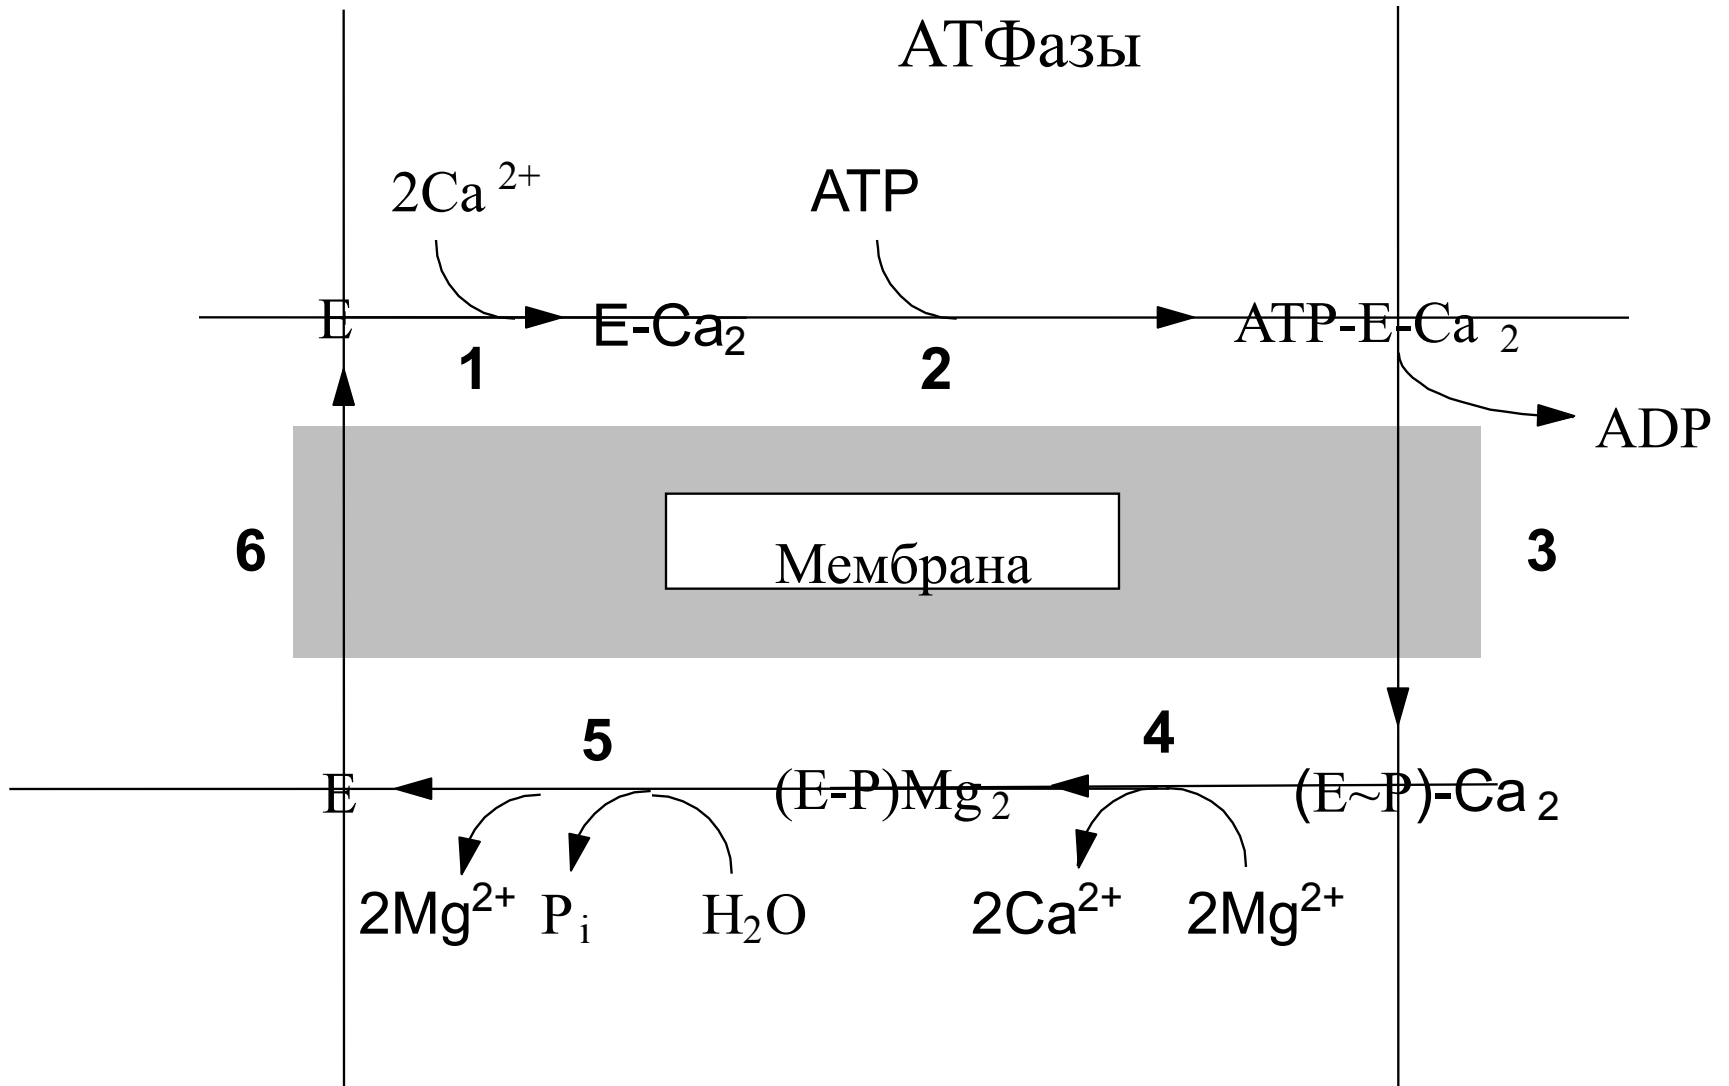 АТФазы
2Ca 2+ ATP
E E-Ca2 ATP-E-Ca 2
1 2
ADP
6 Мембрана 3
5 4
E (E-P)Mg 2 (E~P)-Ca 2
2Mg2+ P i H2O 2Ca2+ 2Mg2+